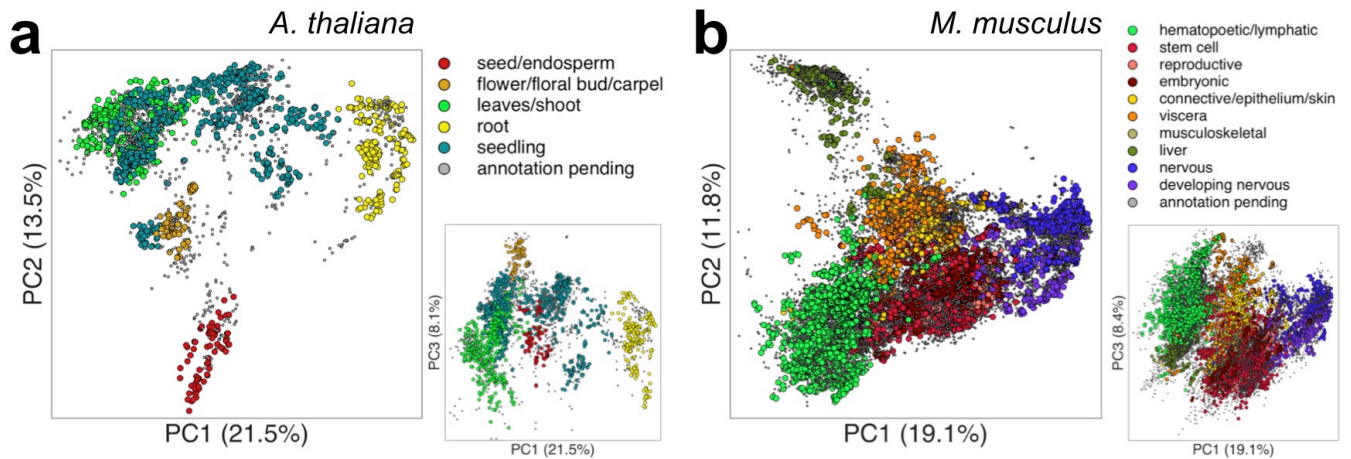 a
A. thaliana
seed/endosperm
flower/floral bud/carpel
leaves/shoot
root
seedling
annotation pending
PC2 (13.5%)
PC1 (21.5%)
PC3 (8.1%)
PC1 (21.5%)
b
M. musculus
hematopoetic/lymphatic
stem cell
reproductive
embryonic
connective/epithelium/skin
viscera
musculoskeletal
liver
nervous
developing nervous
annotation pending
PC2 (11.8%)
PC1 (19.1%)
PC3 (8.4%)
PC1 (19.1%)